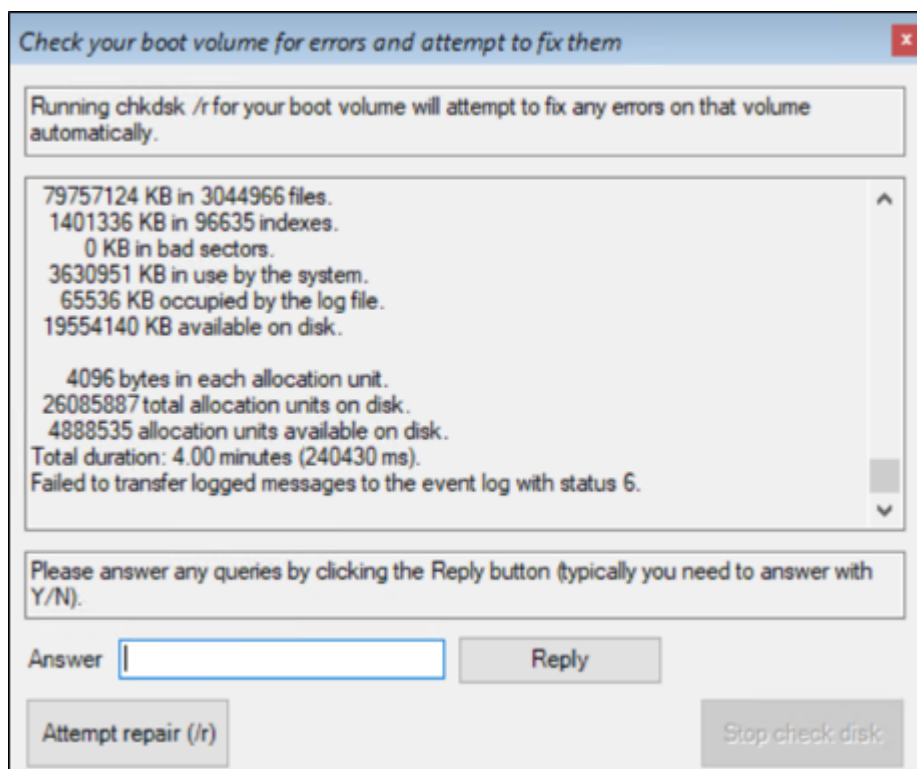 Check your boot volume for errors and attempt to fix them
x
Running chkdsk /r for your boot volume will attempt to fix any errors on that volume
automatically.
79757124 KB in 3044966 files.
1401336 KB in 96635 indexes.
0 KB in bad sectors.
3630951 KB in use by the system.
65536 KB occupied by the log file.
19554140 KB available on disk.
4096 bytes in each allocation unit.
26085887 total allocation units on disk.
4888535 allocation units available on disk.
Total duration: 4.00 minutes (240430 ms).
Failed to transfer logged messages to the event log with status 6.
Please answer any queries by clicking the Reply button (typically you need to answer with
Y/N).
Answer Reply
Attempt repair (/r) Stop check disk